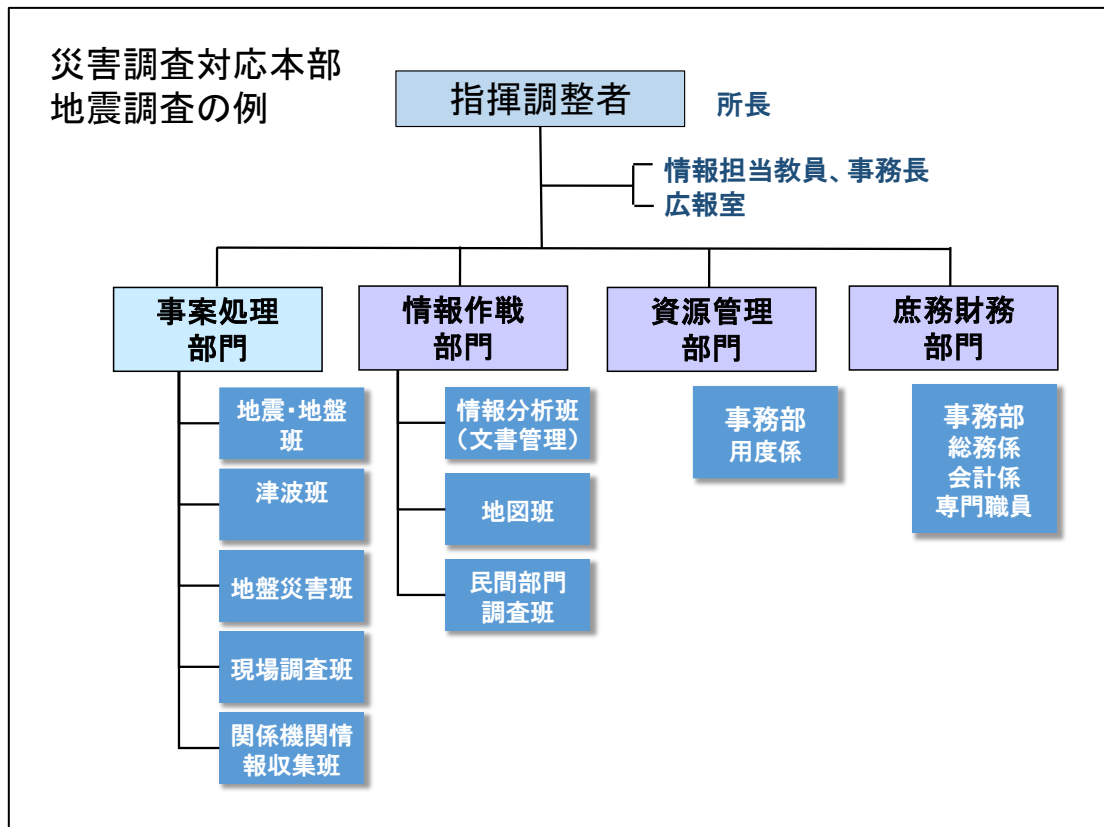 災害調査対応本部
地震調査の例
指揮調整者
所長
情報担当教員、事務長
広報室
事案処理
部門
情報作戦
部門
資源管理
部門
庶務財務
部門
地震・地盤
班
津波班
地盤災害班
現場調査班
関係機関情
報収集班
情報分析班
（文書管理）
地図班
民間部門
調査班
事務部
用度係
事務部
総務係
会計係
専門職員